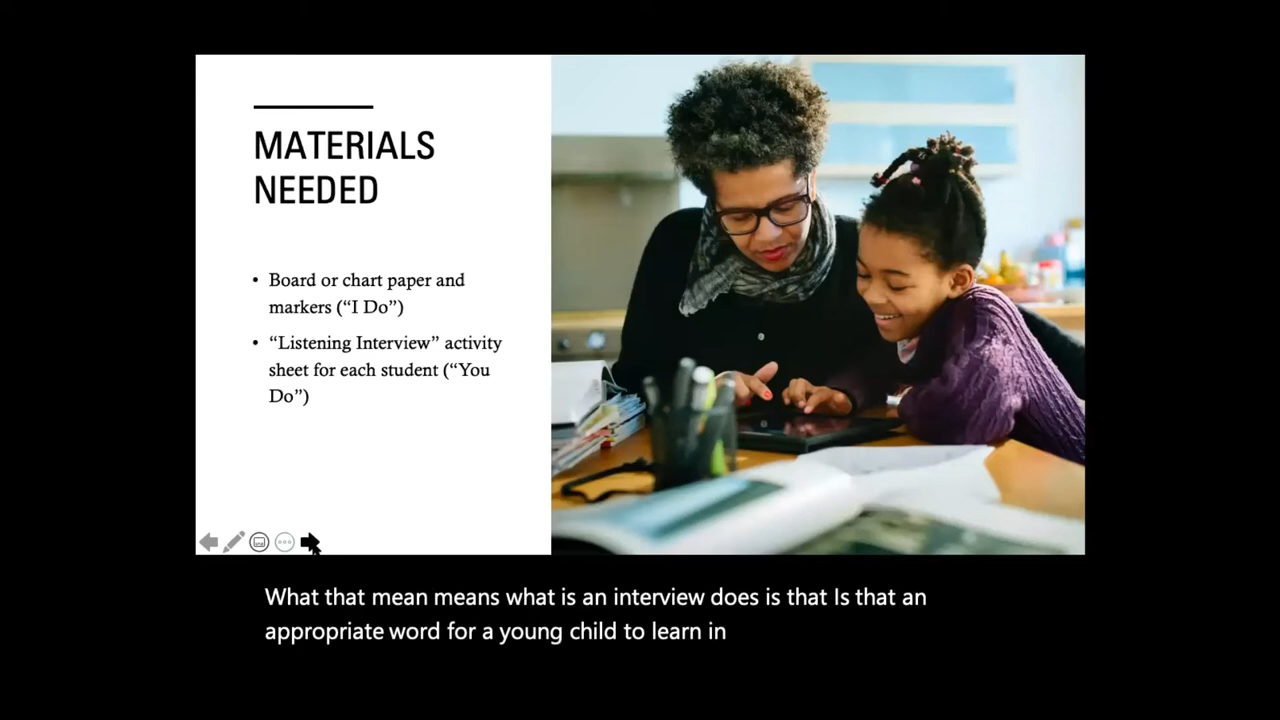 MATERIALS
NEEDED
• Board or chart paper and
markers (“I Do”)
• “Listening Interview” activity
sheet for each student (“You
Do”)
What that mean means what is an interview does is that Is that an
appropriate word for a young child to learn in